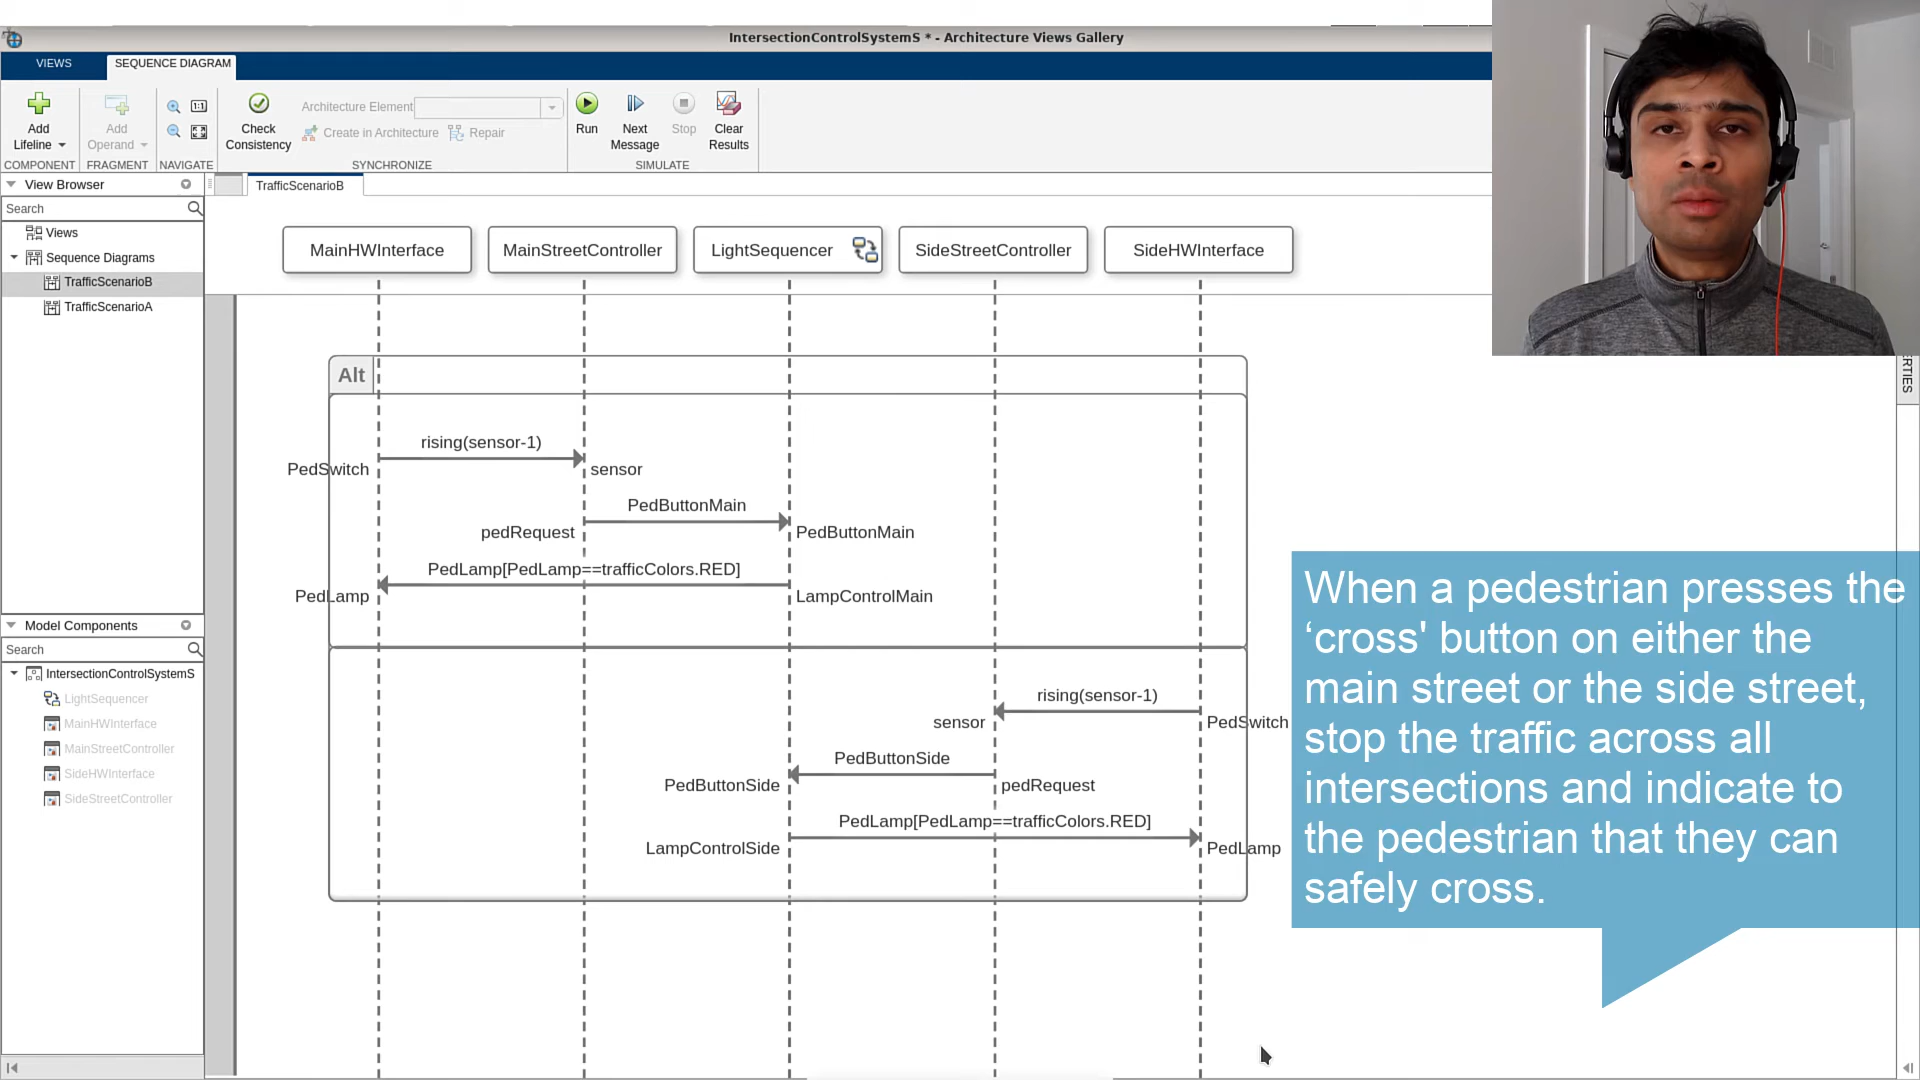 IntersectionControlSystemS * - Architecture Views Gallery
VIEWS
SEQUENCE DIAGRAM
Add
Lifeline
Add
Operand
1:1
Check
Consistency
Architecture Element
Create in Architecture
Repair
Run
Next
Message
Stop
Clear
Results
COMPONENT
FRAGMENT
NAVIGATE
SYNCHRONIZE
SIMULATE
View Browser
Search
Views
Sequence Diagrams
TrafficScenarioB
TrafficScenarioA
Model Components
Search
IntersectionControlSystemS
LightSequencer
MainHWInterface
MainStreetController
SideHWInterface
SideStreetController
TrafficScenarioB
MainHWInterface
MainStreetController
LightSequencer
SideStreetController
SideHWInterface
Alt
rising(sensor-1)
PedSwitch
sensor
PedButtonMain
pedRequest
PedButtonMain
PedLamp[PedLamp==trafficColors.RED]
PedLamp
LampControlMain
rising(sensor-1)
sensor
PedSwitch
PedButtonSide
PedButtonSide
pedRequest
PedLamp[PedLamp==trafficColors.RED]
LampControlSide
PedLamp
When a pedestrian presses the
‘cross' button on either the
main street or the side street,
stop the traffic across all
intersections and indicate to
the pedestrian that they can
safely cross.
ERTIES